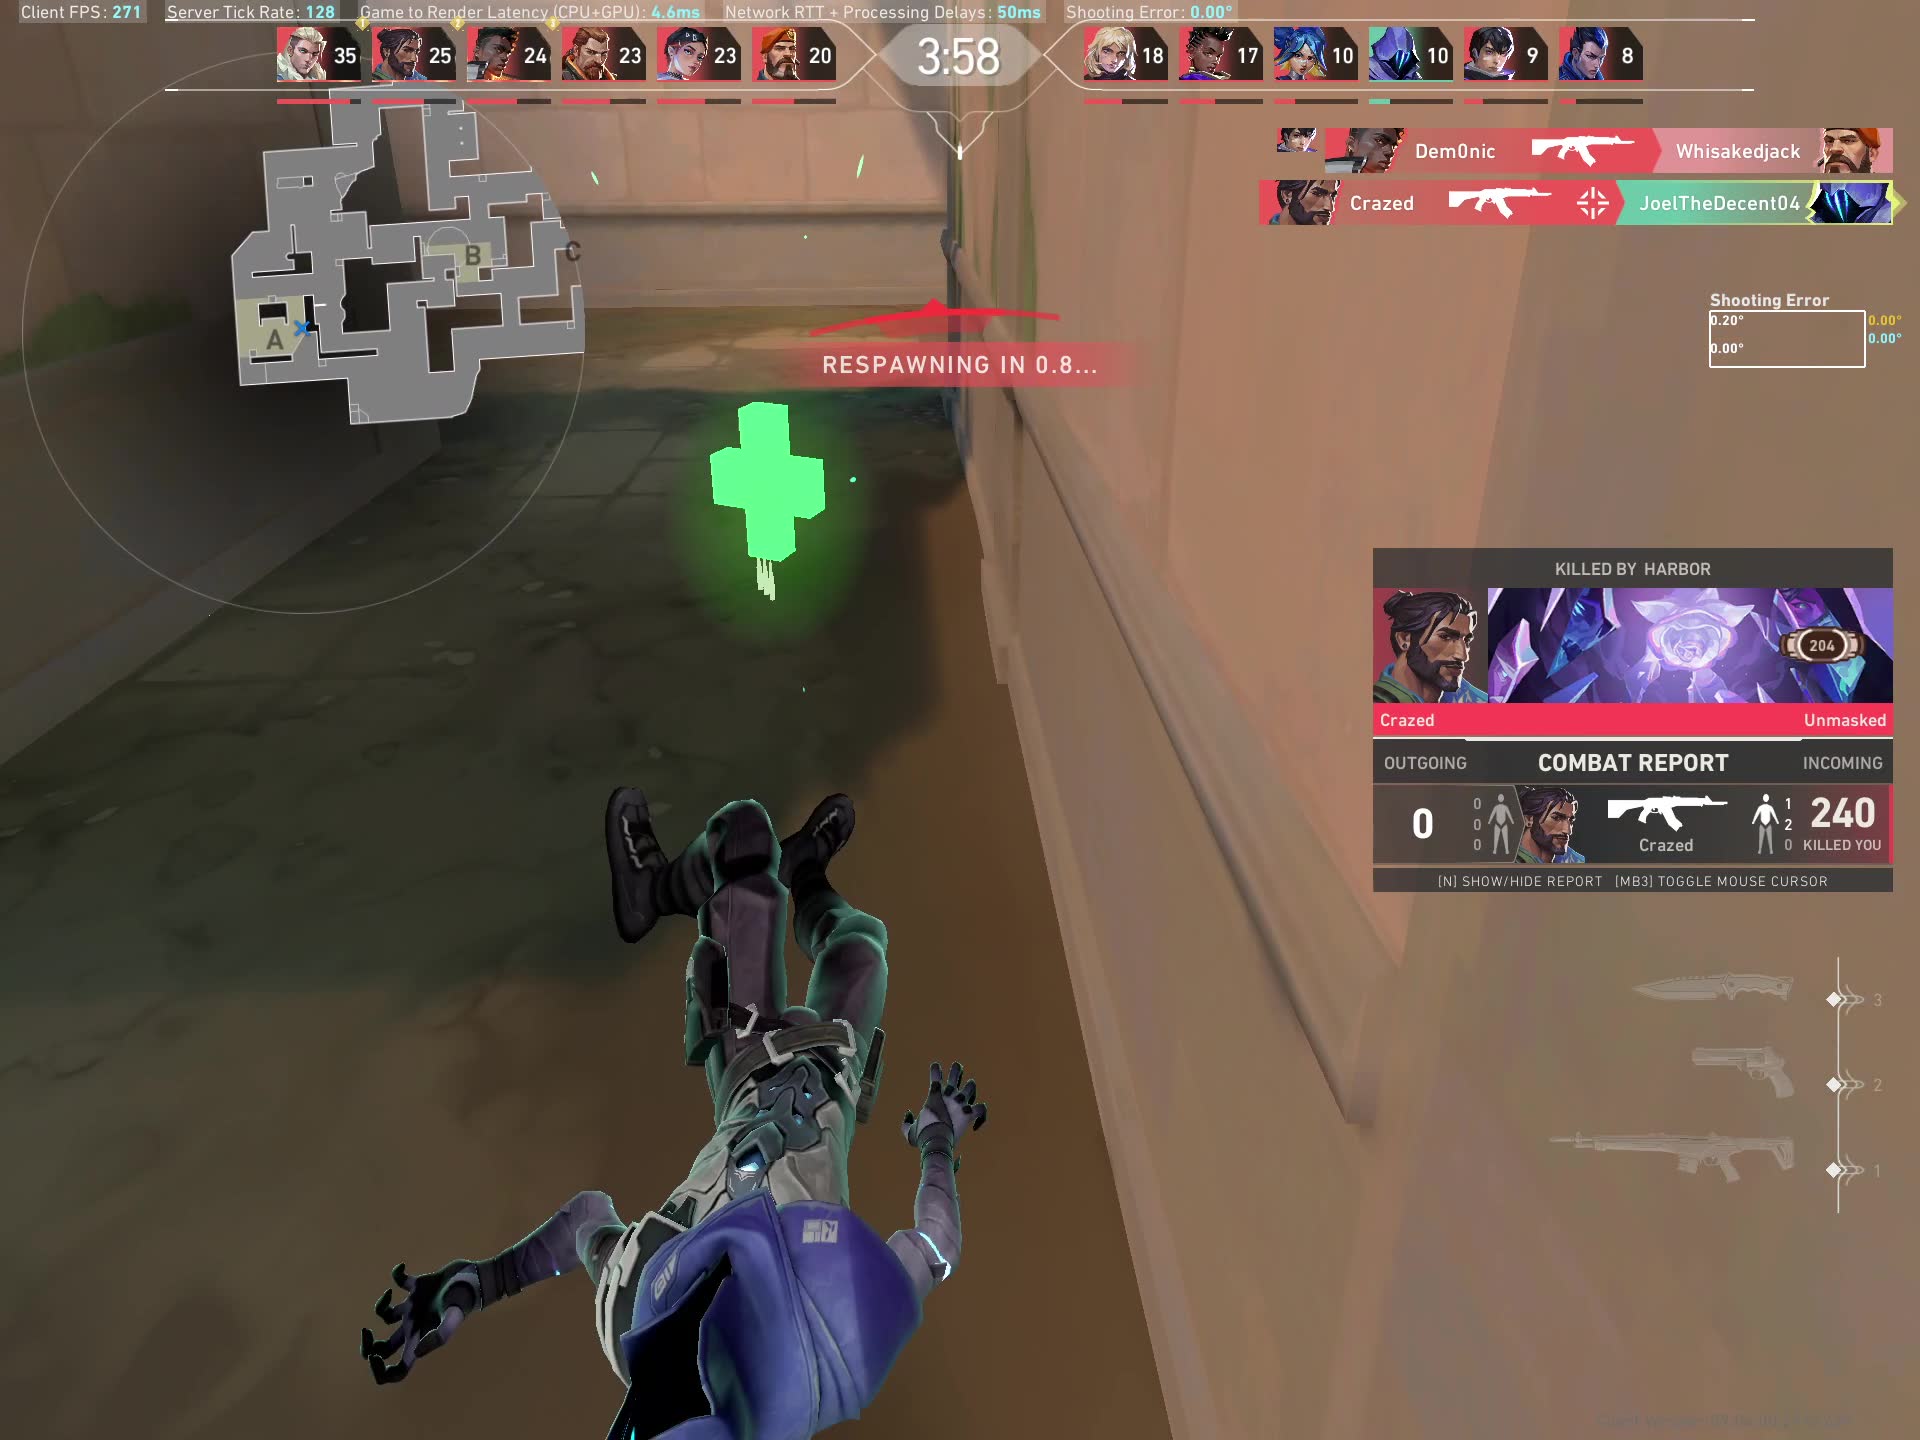 Client FPS: 271 Server Tick Rate: 128 Game to Render Latency (CPU+GPU): 4.6ms Network RTT + Processing Delays: 50ms Shooting Error: 0.00°
35 25 24 23 23 20 3:58 18 17 10 10 9 8
Dem0nic Whisakedjack
Crazed JoelTheDecent04
B
C
A
Shooting Error
0.20° 0.00°
0.00°
0.00°
RESPAWNING IN 0.8...
KILLED BY HARBOR
204
Crazed Unmasked
OUTGOING COMBAT REPORT INCOMING
0 0 0 0 Crazed 1 2 0 240 KILLED YOU
[N] SHOW/HIDE REPORT [MB3] TOGGLE MOUSE CURSOR
3
2
1